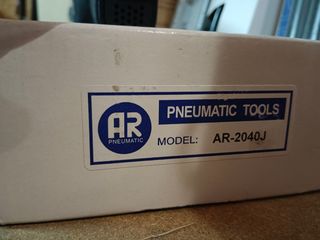 AR
PNEUMATIC
PNEUMATIC TOOLS
MODEL: AR-2040J